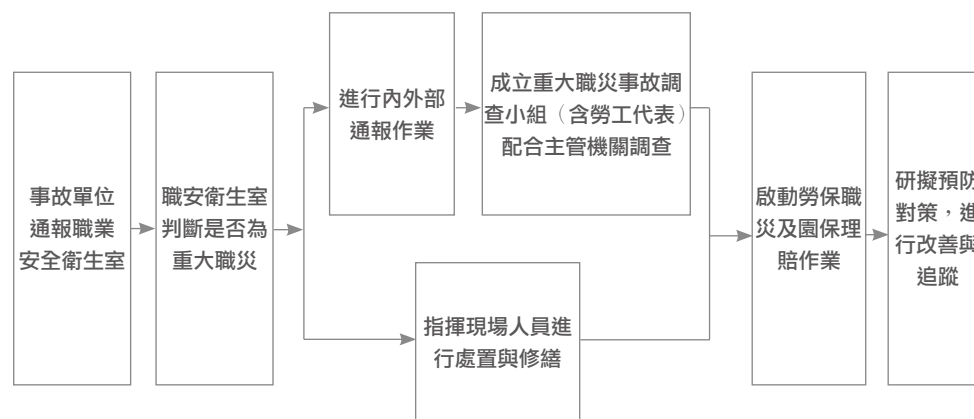 事故單位
通報職業
安全衛生室
職安衛生室
判斷是否為
重大職災
進行內外部
通報作業
成立重大職災事故調
查小組（含勞工代表）
配合主管機關調查
指揮現場人員進
行處置與修繕
啟動勞保職
災及園保理
賠作業
研擬預防
對策，進
行改善與
追蹤